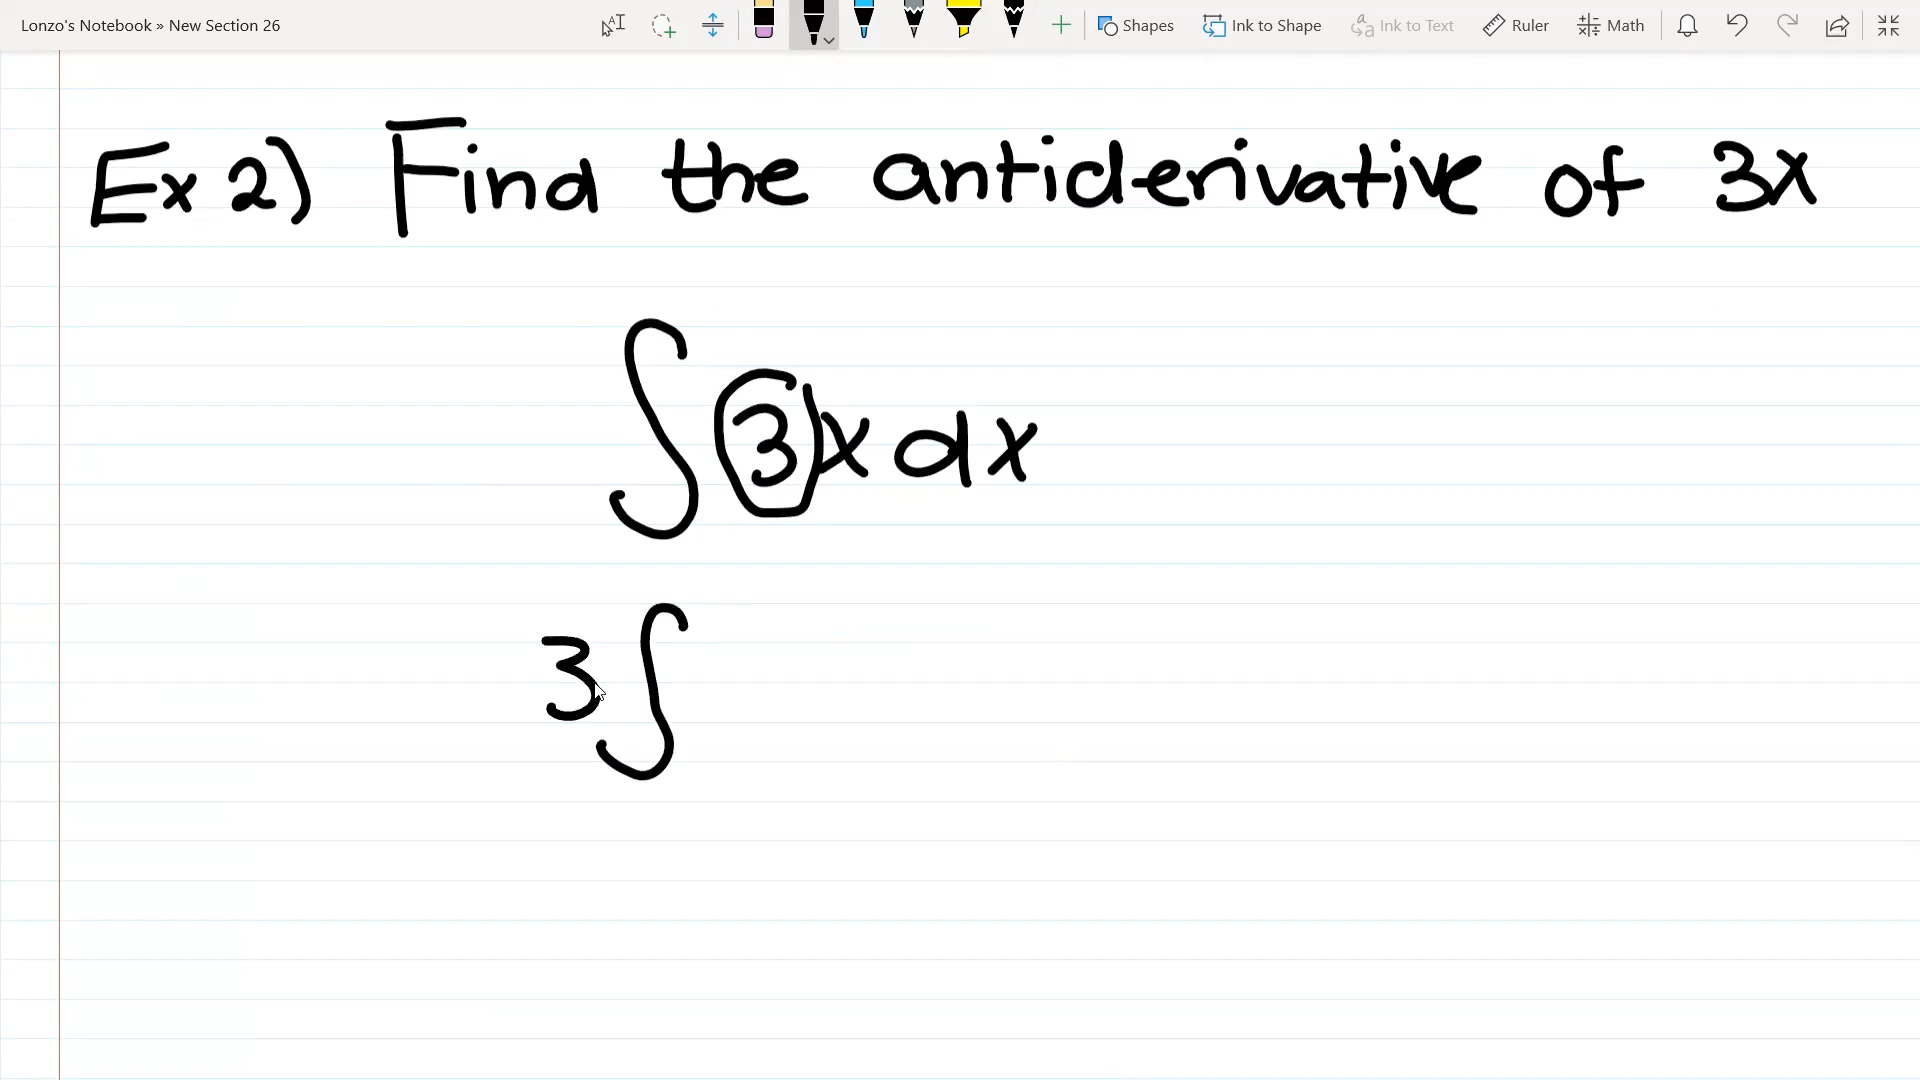 Lonzo's Notebook » New Section 26
Shapes Ink to Shape Ink to Text Ruler Math
Ex 2) Find the antiderivative of 3x
∫ 3x dx
3 ∫